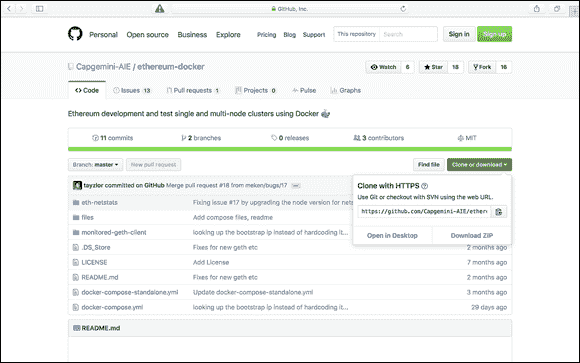 GitHub, Inc.
Personal Open source Business Explore Pricing Blog Support This repository Search Sign in Sign up
Capgemini-AIE / ethereum-docker Watch 6 Star 18 Fork 16
Code Issues 13 Pull requests 1 Projects 0 Pulse Graphs
Ethereum development and test single and multi-node clusters using Docker
11 commits 2 branches 0 releases 3 contributors MIT
Branch: master New pull request Find file Clone or download
tayzlor committed on GitHub Merge pull request #18 from meken/bugs/17
Clone with HTTPS
Use Git or checkout with SVN using the web URL.
https://github.com/Capgemini-AIE/ether
Open in Desktop Download ZIP
eth-netstats Fixing issue #17 by upgrading the node version for nets
files Add compose files, readme
monitored-geth-client looking up the bootstrap ip instead of hardcoding it...
.DS_Store Fixes for new geth etc 2 months ago
LICENSE Add License 7 months ago
README.md Fixes for new geth etc 2 months ago
docker-compose-standalone.yml Update docker-compose-standalone.yml 3 months ago
docker-compose.yml looking up the bootstrap ip instead of hardcoding it... 29 days ago
README.md